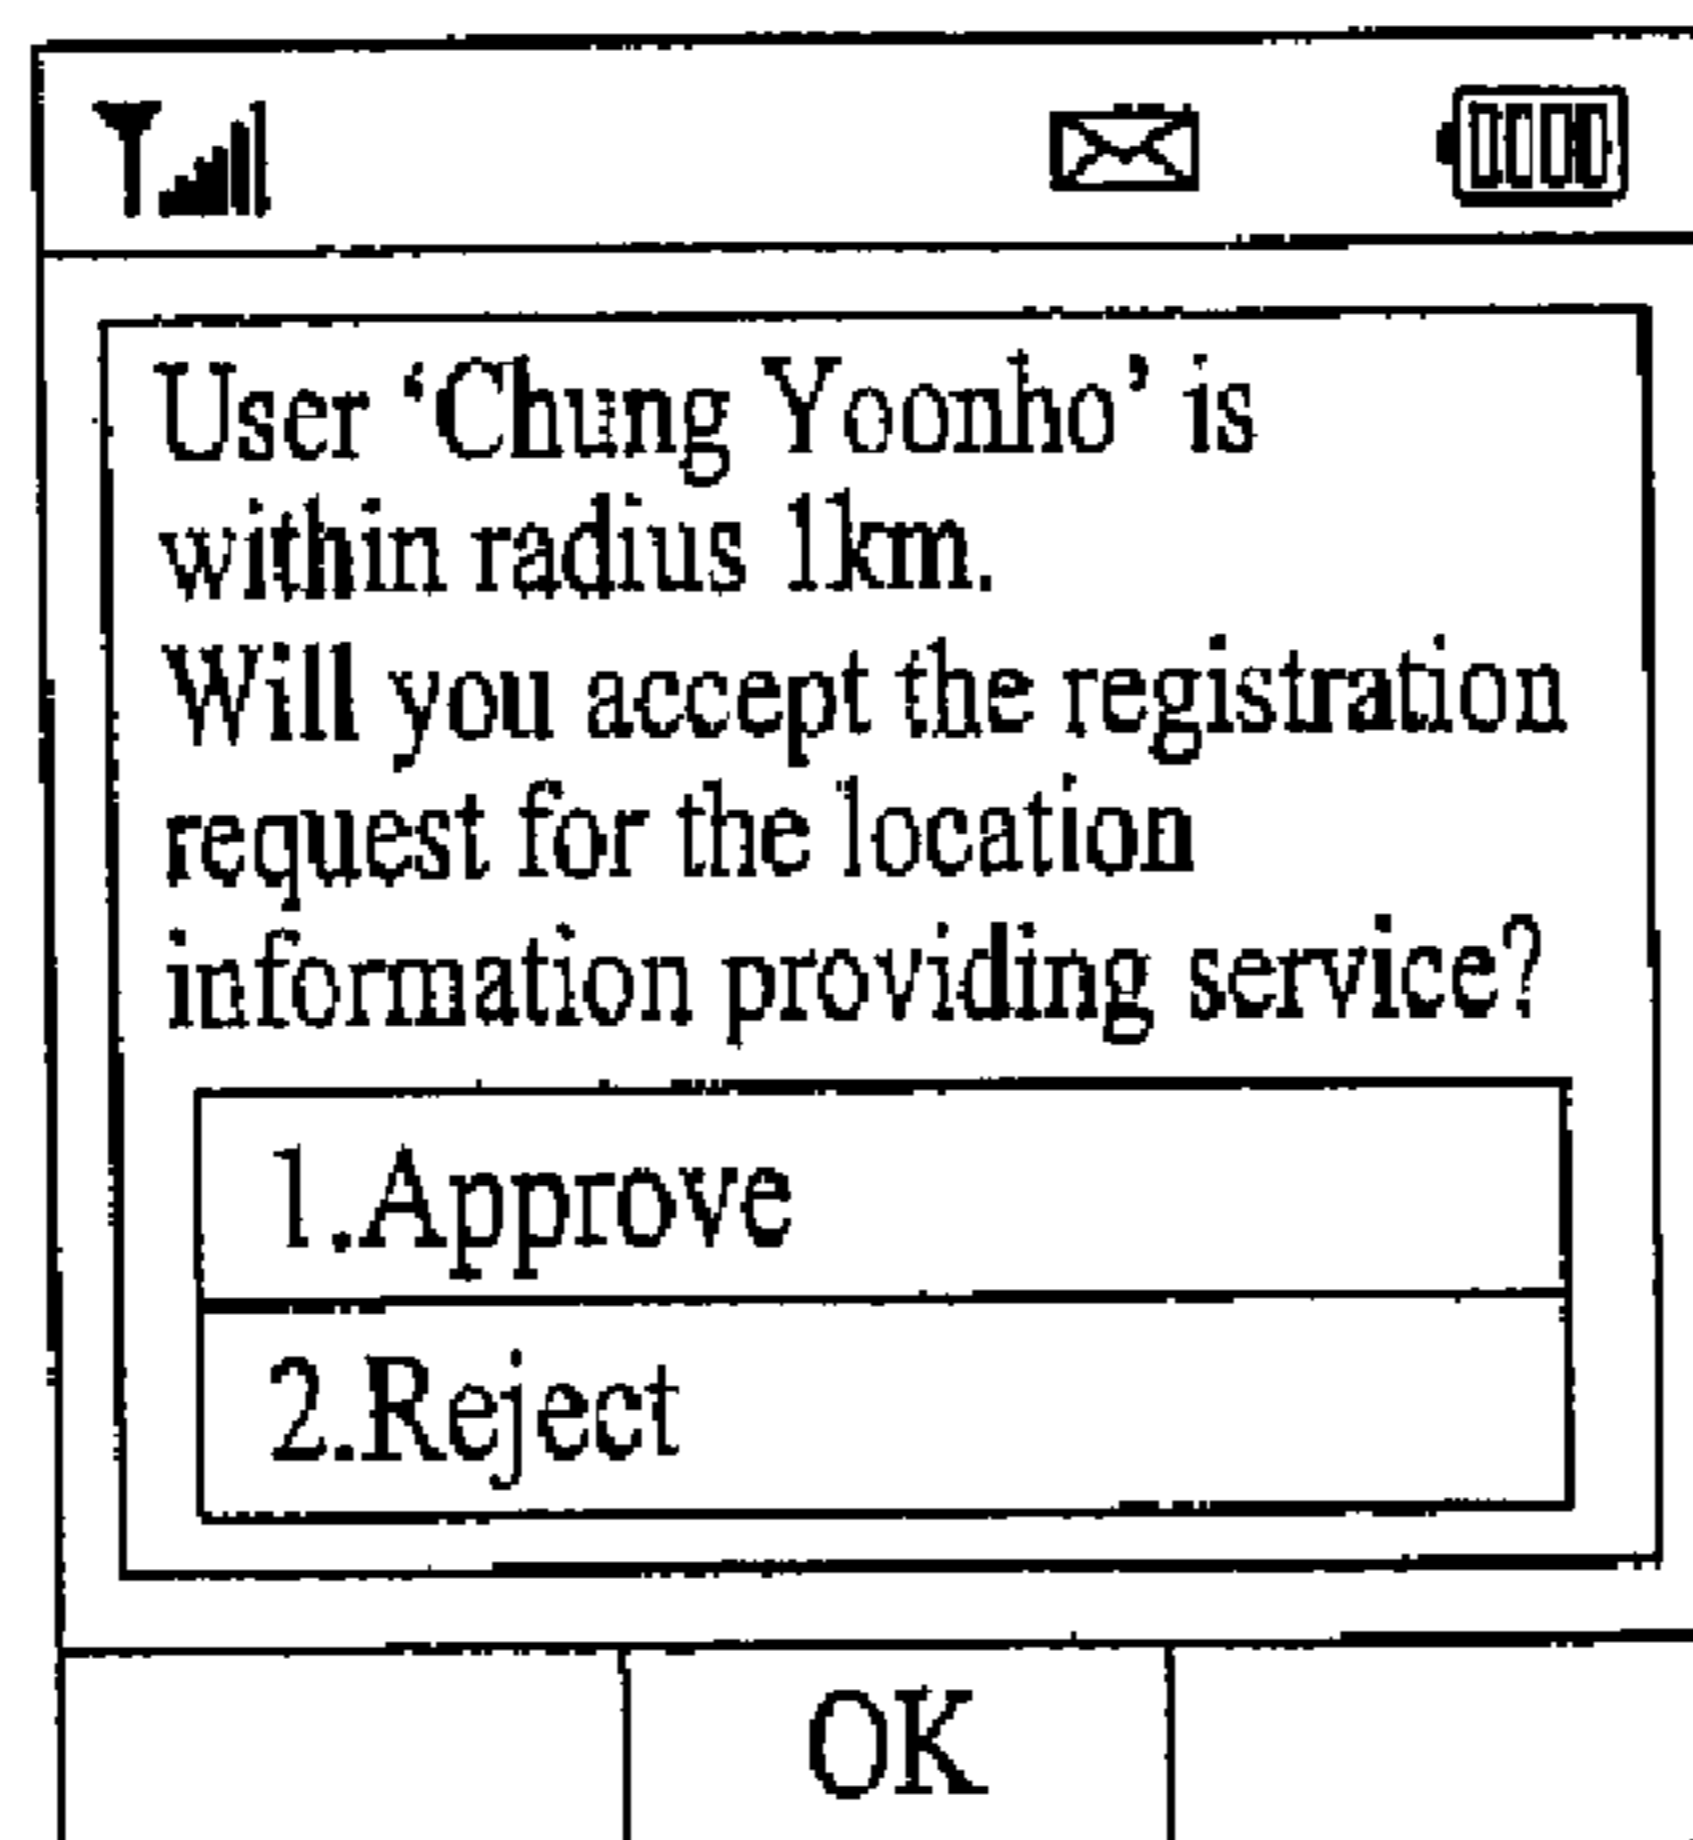 User ‘Chung Yoonho’ is
within radius 1km.
Will you accept the registration
request for the location
information providing service?
1.Approve
2.Reject
OK